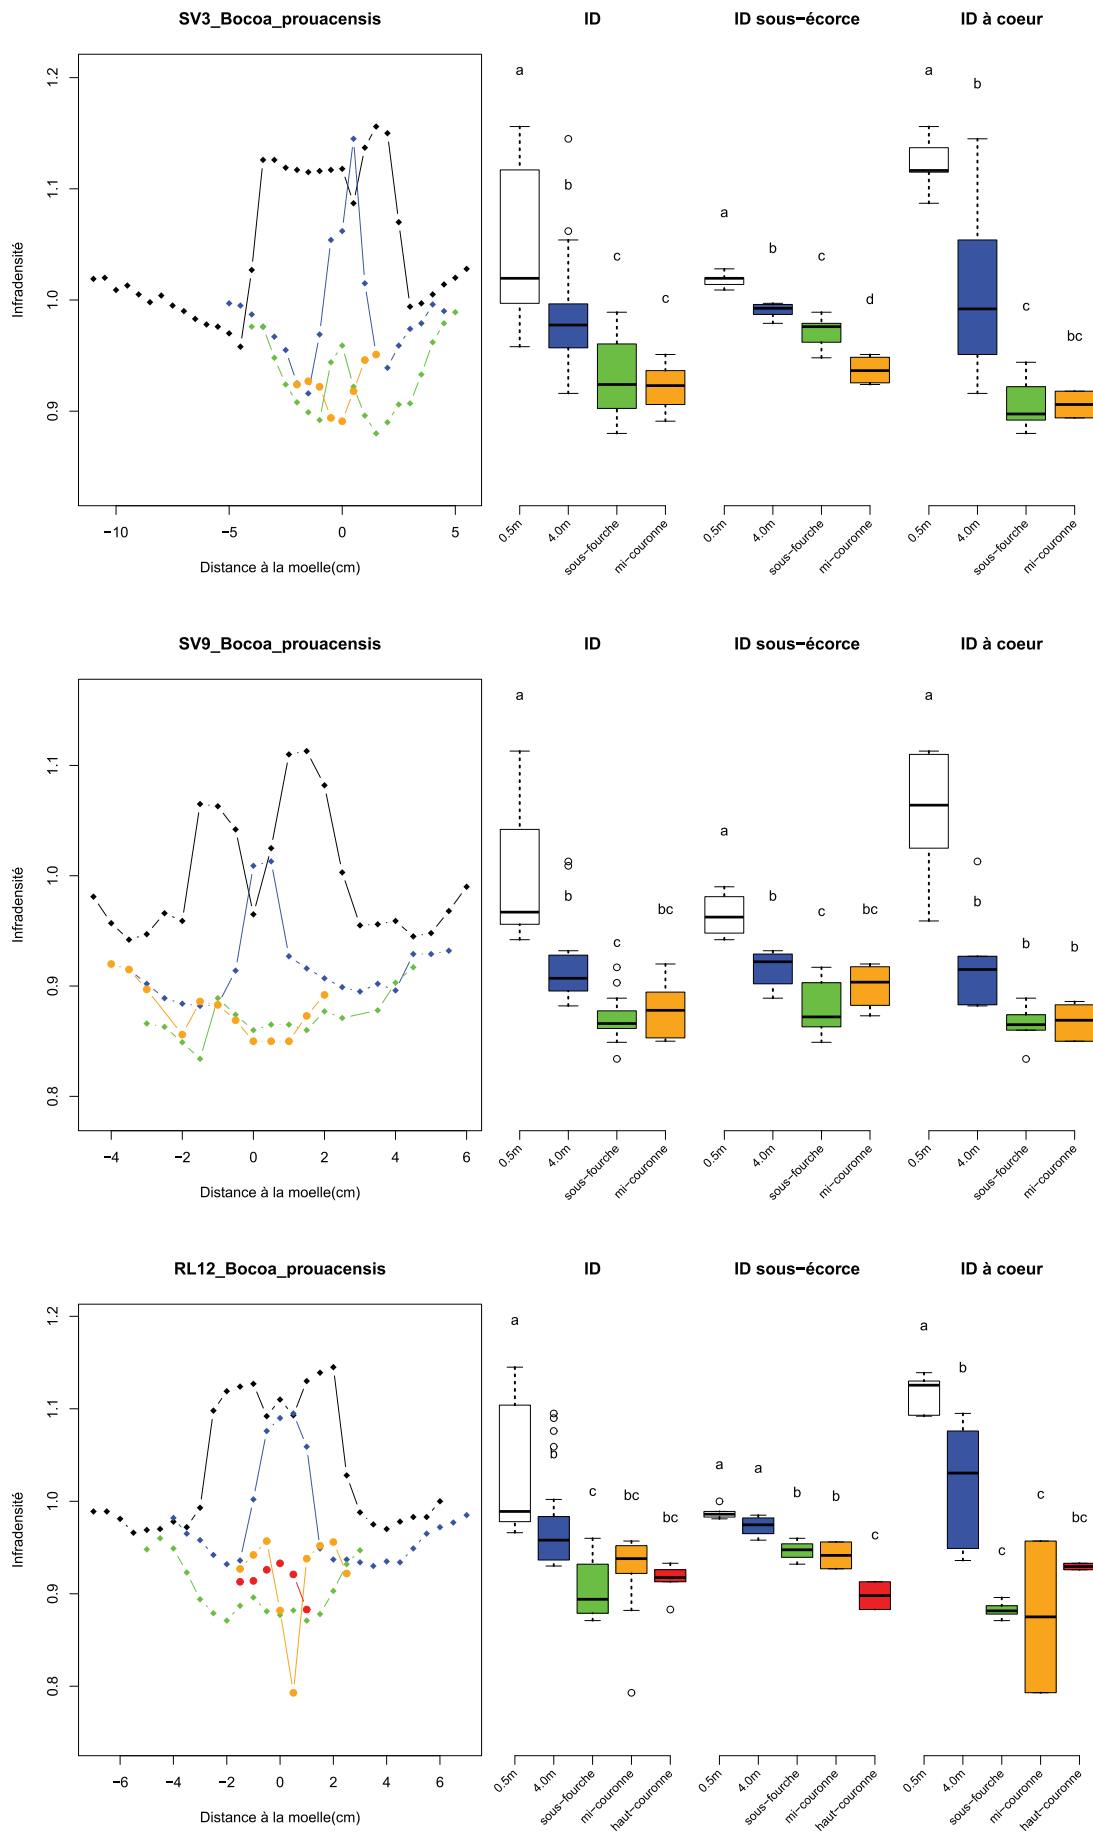 SV3_Bocoa_prouacensis
ID
ID sous−écorce
ID à coeur
Infradensité
1.2
1.1
1.0
0.9
−10
−5
0
5
Distance à la moelle(cm)
a
b
c
c
0.5m
4.0m
sous−fourche
mi−couronne
a
b
c
d
0.5m
4.0m
sous−fourche
mi−couronne
a
b
c
bc
0.5m
4.0m
sous−fourche
mi−couronne
SV9_Bocoa_prouacensis
ID
ID sous−écorce
ID à coeur
Infradensité
1.1
1.0
0.9
0.8
−4
−2
0
2
4
6
Distance à la moelle(cm)
a
b
c
bc
0.5m
4.0m
sous−fourche
mi−couronne
a
b
c
bc
0.5m
4.0m
sous−fourche
mi−couronne
a
b
b
b
0.5m
4.0m
sous−fourche
mi−couronne
RL12_Bocoa_prouacensis
ID
ID sous−écorce
ID à coeur
Infradensité
1.2
1.1
1.0
0.9
0.8
−6
−4
−2
0
2
4
6
Distance à la moelle(cm)
a
b
c
bc
bc
0.5m
4.0m
sous−fourche
mi−couronne
haut−couronne
a
a
b
b
c
0.5m
4.0m
sous−fourche
mi−couronne
haut−couronne
a
b
c
c
bc
0.5m
4.0m
sous−fourche
mi−couronne
haut−couronne